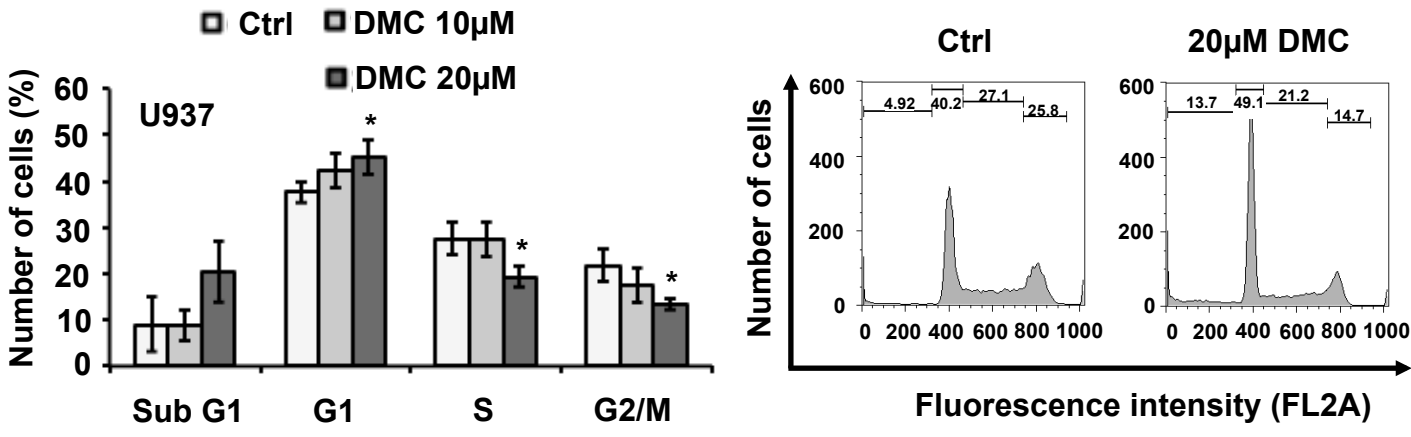 Ctrl
DMC 10µM
DMC 20µM
Number of cells (%)
60
50
40
30
20
10
0
U937
*
*
*
Sub G1
G1
S
G2/M
Ctrl
20µM DMC
Number of cells
600
400
200
0
4.92
40.2
27.1
25.8
0 200 400 600 800 1000
600
400
200
0
13.7
49.1
21.2
14.7
0 200 400 600 800 1000
Fluorescence intensity (FL2A)